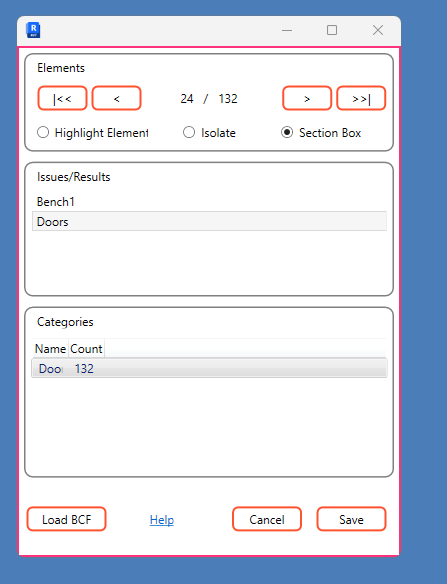 Elements
|<< < 24 / 132 > >>|
Highlight Element Isolate Section Box
Issues/Results
Bench1
Doors
Categories
Name Count
Doo 132
Load BCF Help Cancel Save